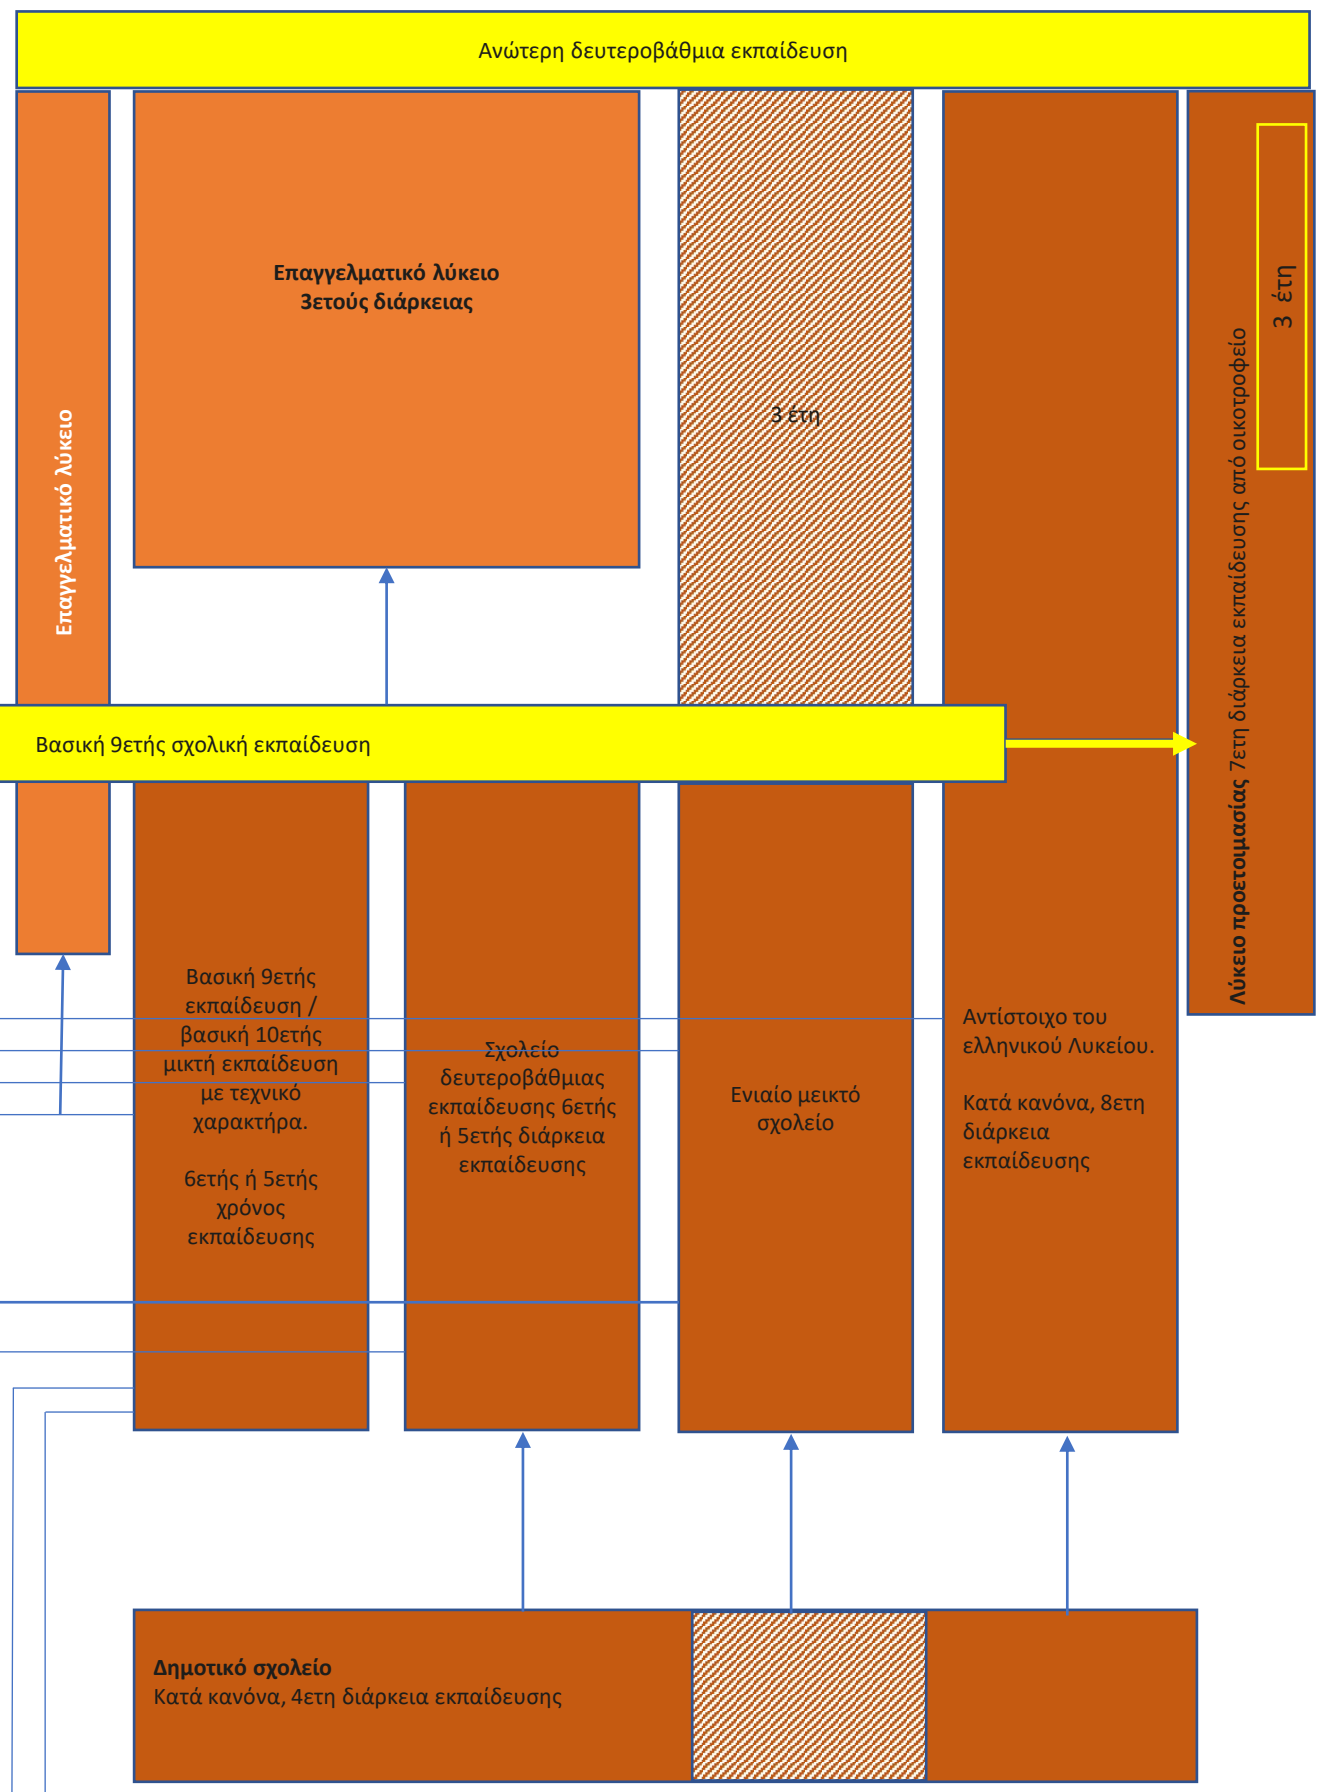 Ανώτερη δευτεροβάθμια εκπαίδευση
Επαγγελματικό λύκειο
3ετούς διάρκειας
3 έτη
3 έτη
Επαγγελματικό λύκειο
Λύκειο προετοιμασίας 7ετη διάρκεια εκπαίδευσης από οικοτροφείο
Βασική 9ετής σχολική εκπαίδευση
Βασική 9ετής
εκπαίδευση /
βασική 10ετής
μικτή εκπαίδευση
με τεχνικό
χαρακτήρα.
6ετής ή 5ετής
χρόνος
εκπαίδευσης
Σχολείο
δευτεροβάθμιας
εκπαίδευσης 6ετής
ή 5ετής διάρκεια
εκπαίδευσης
Ενιαίο μεικτό
σχολείο
Αντίστοιχο του
ελληνικού Λυκείου.
Κατά κανόνα, 8ετη
διάρκεια
εκπαίδευσης
Δημοτικό σχολείο
Κατά κανόνα, 4ετη διάρκεια εκπαίδευσης